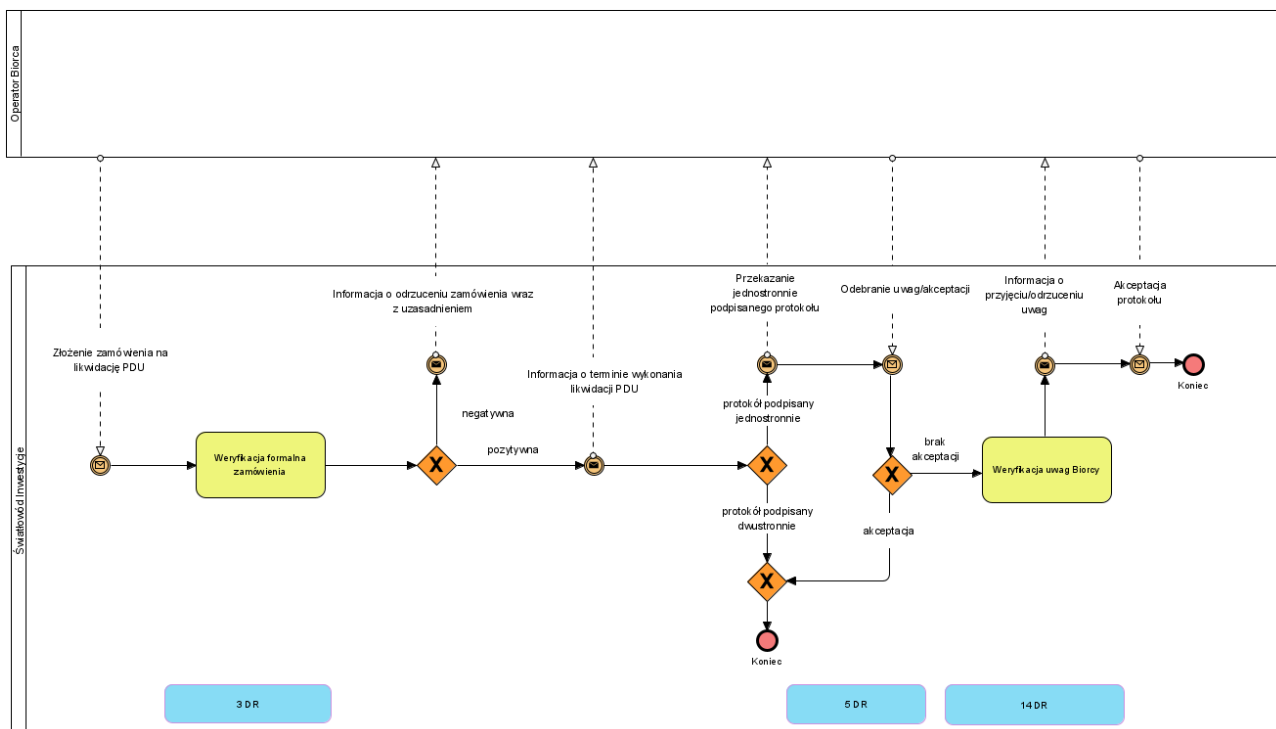 Operator Biorca
Światłowód Inwestycje
Złożenie zamówienia na
likwidację PDU
Weryfikacja formalna
zamówienia
Informacja o odrzuceniu zamówienia wraz
z uzasadnieniem
negatywna
pozytywna
Informacja o terminie wykonania
likwidacji PDU
Przekazanie
jednostronnie
podpisanego protokołu
protokół podpisany
jednostronnie
protokół podpisany
dwustronnie
Koniec
Odebranie uwag/akceptacji
brak
akceptacji
akceptacja
Weryfikacja uwag Biorcy
Informacja o
przyjęciu/odrzuceniu
uwag
Akceptacja
protokołu
Koniec
3 DR
5 DR
14 DR